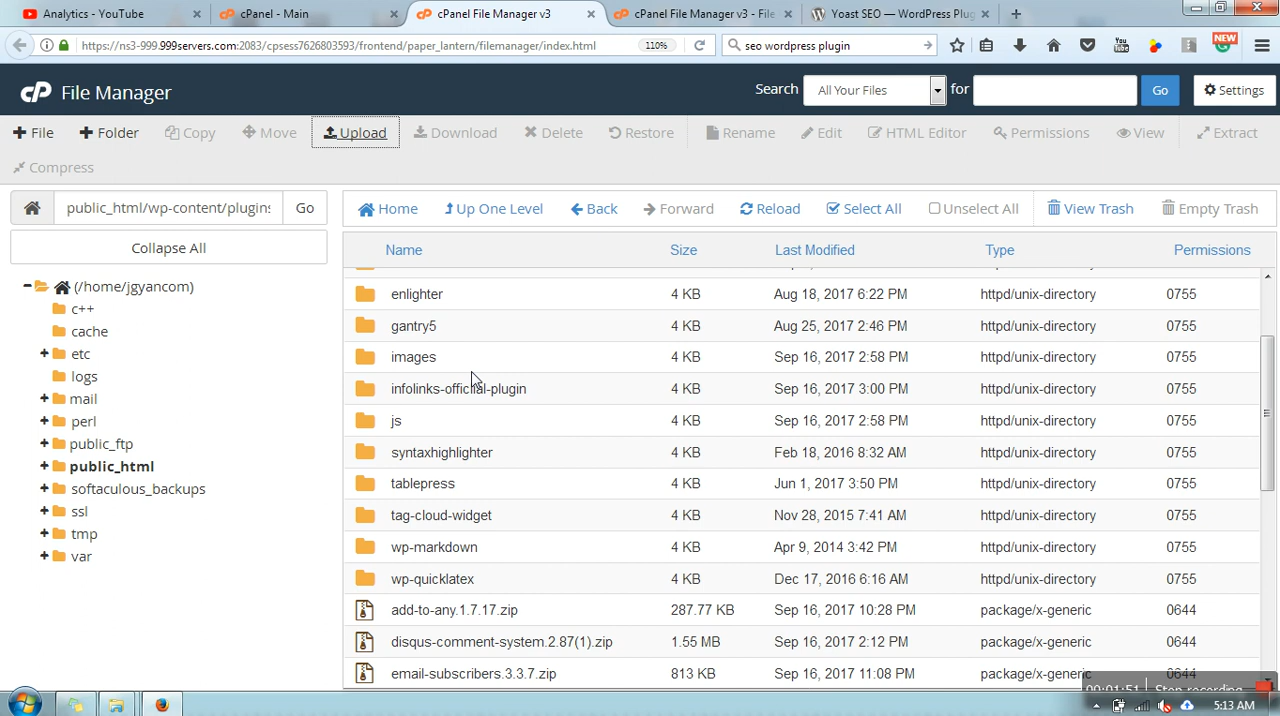 Analytics - YouTube
cPanel - Main
cPanel File Manager v3
cPanel File Manager v3 - File
Yoast SEO — WordPress Plug
https://ns3-999.999servers.com:2083/cpsess7626803593/frontend/paper_lantern/filemanager/index.html
110%
seo wordpress plugin
You Tube
NEW
cP File Manager
Search
All Your Files
for
Go
Settings
File
Folder
Copy
Move
Upload
Download
Delete
Restore
Rename
Edit
HTML Editor
Permissions
View
Extract
Compress
public_html/wp-content/plugins
Go
Home
Up One Level
Back
Forward
Reload
Select All
Unselect All
View Trash
Empty Trash
Collapse All
Name Size Last Modified Type Permissions
(/home/jgyancom)
c++
cache
etc
logs
mail
perl
public_ftp
public_html
softaculous_backups
ssl
tmp
var
enlighter 4 KB Aug 18, 2017 6:22 PM httpd/unix-directory 0755
gantry5 4 KB Aug 25, 2017 2:46 PM httpd/unix-directory 0755
images 4 KB Sep 16, 2017 2:58 PM httpd/unix-directory 0755
infolinks-official-plugin 4 KB Sep 16, 2017 3:00 PM httpd/unix-directory 0755
js 4 KB Sep 16, 2017 2:58 PM httpd/unix-directory 0755
syntaxhighlighter 4 KB Feb 18, 2016 8:32 AM httpd/unix-directory 0755
tablepress 4 KB Jun 1, 2017 3:50 PM httpd/unix-directory 0755
tag-cloud-widget 4 KB Nov 28, 2015 7:41 AM httpd/unix-directory 0755
wp-markdown 4 KB Apr 9, 2014 3:42 PM httpd/unix-directory 0755
wp-quicklatex 4 KB Dec 17, 2016 6:16 AM httpd/unix-directory 0755
add-to-any.1.7.17.zip 287.77 KB Sep 16, 2017 10:28 PM package/x-generic 0644
disqus-comment-system.2.87(1).zip 1.55 MB Sep 16, 2017 2:12 PM package/x-generic 0644
email-subscribers.3.3.7.zip 813 KB Sep 16, 2017 11:08 PM package/x-generic 0644
00:01:51 Stop recording
5:13 AM